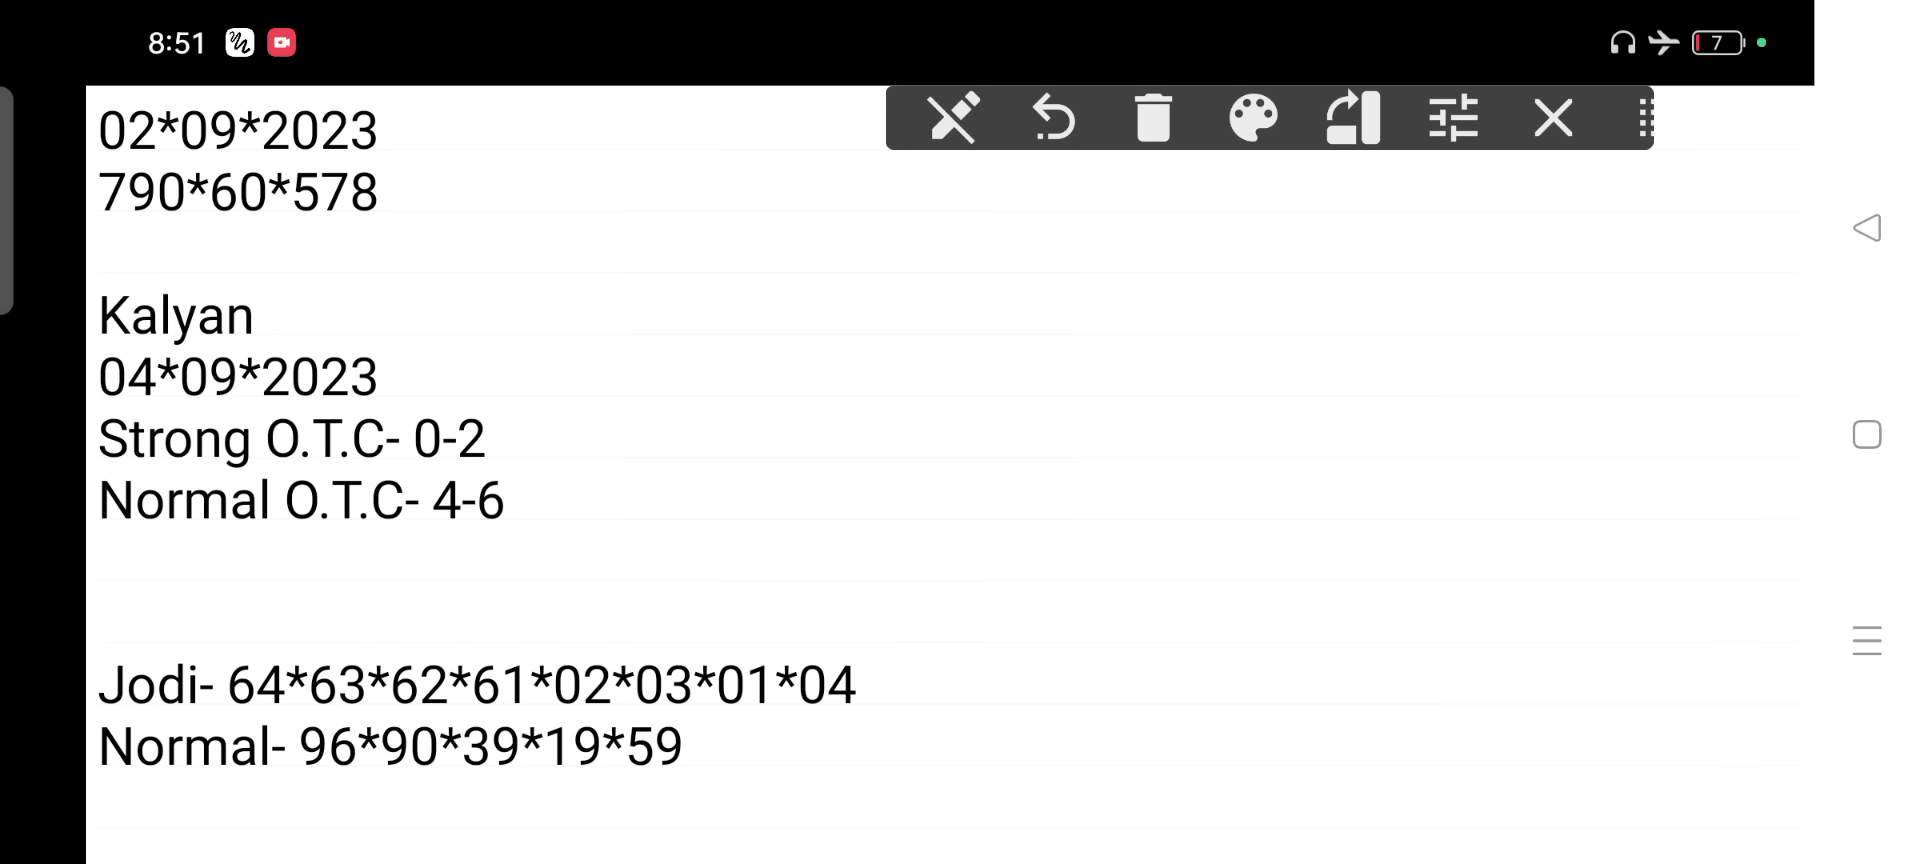 8:51
7
02*09*2023
790*60*578
Kalyan
04*09*2023
Strong O.T.C- 0-2
Normal O.T.C- 4-6
Jodi- 64*63*62*61*02*03*01*04
Normal- 96*90*39*19*59